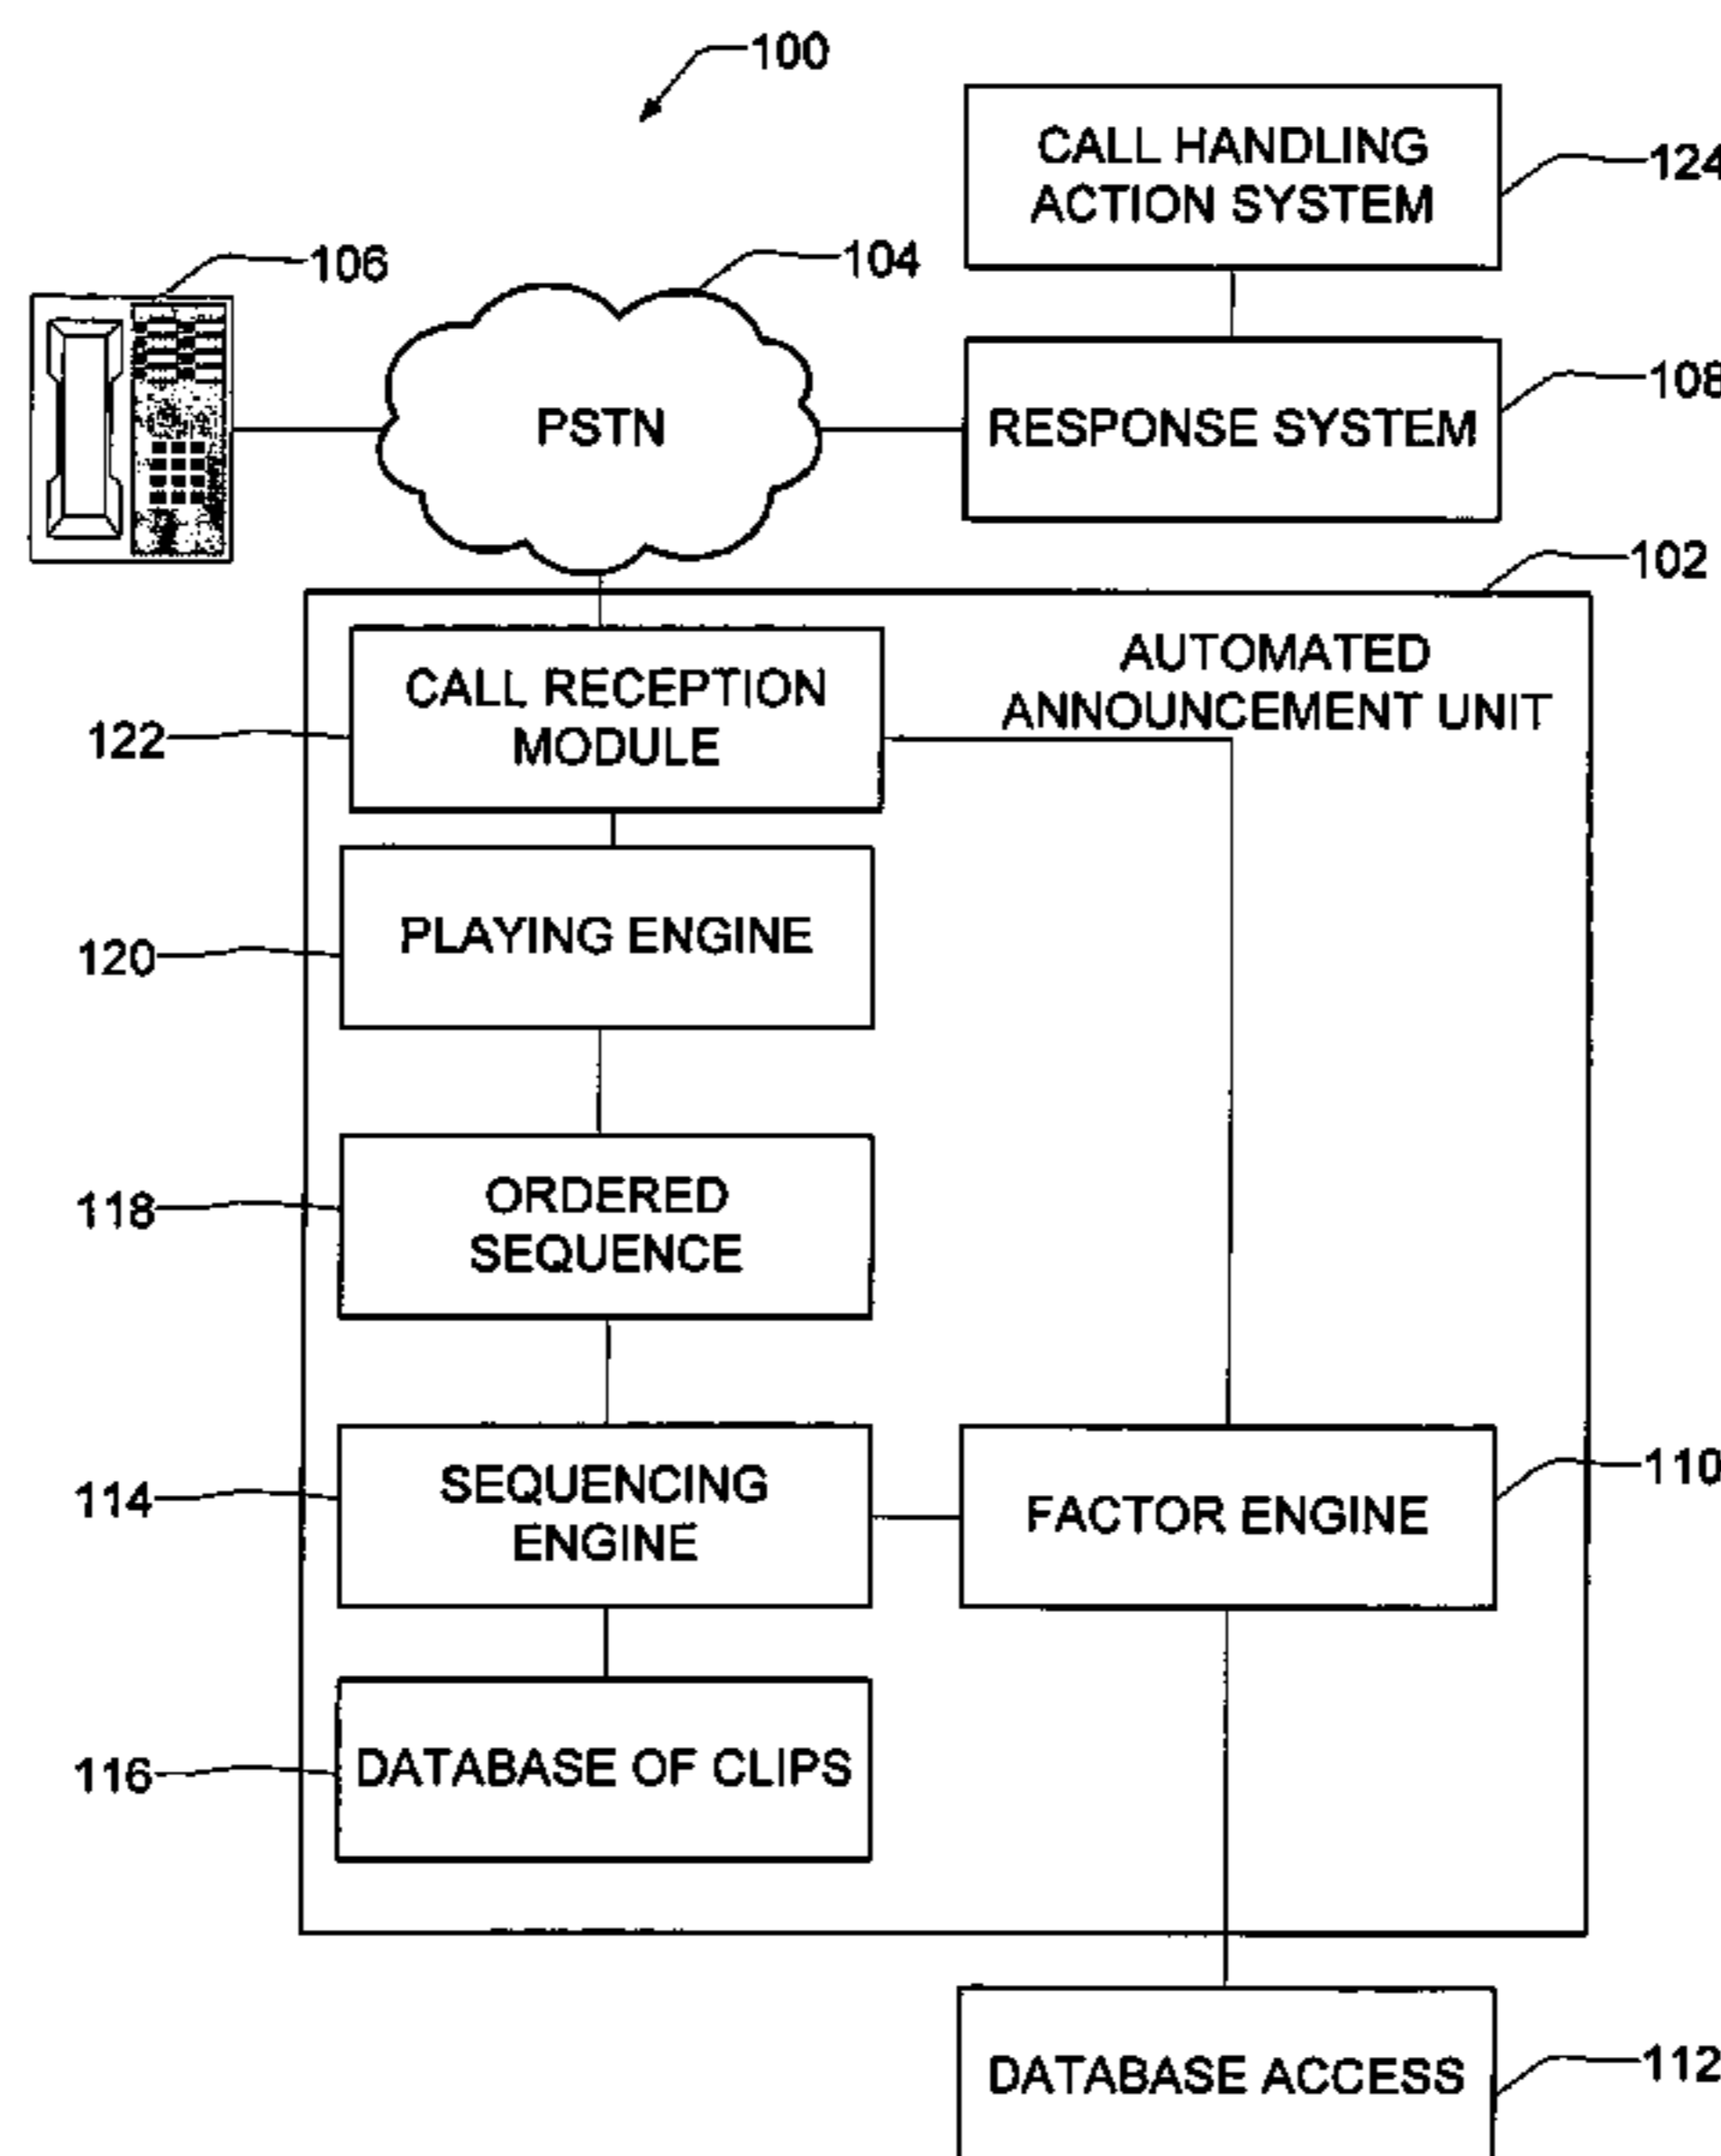 100
CALL HANDLING
ACTION SYSTEM
124
106
104
PSTN
RESPONSE SYSTEM
108
102
AUTOMATED
ANNOUNCEMENT UNIT
CALL RECEPTION
MODULE
122
PLAYING ENGINE
120
ORDERED
SEQUENCE
118
SEQUENCING
ENGINE
114
FACTOR ENGINE
110
DATABASE OF CLIPS
116
DATABASE ACCESS
112